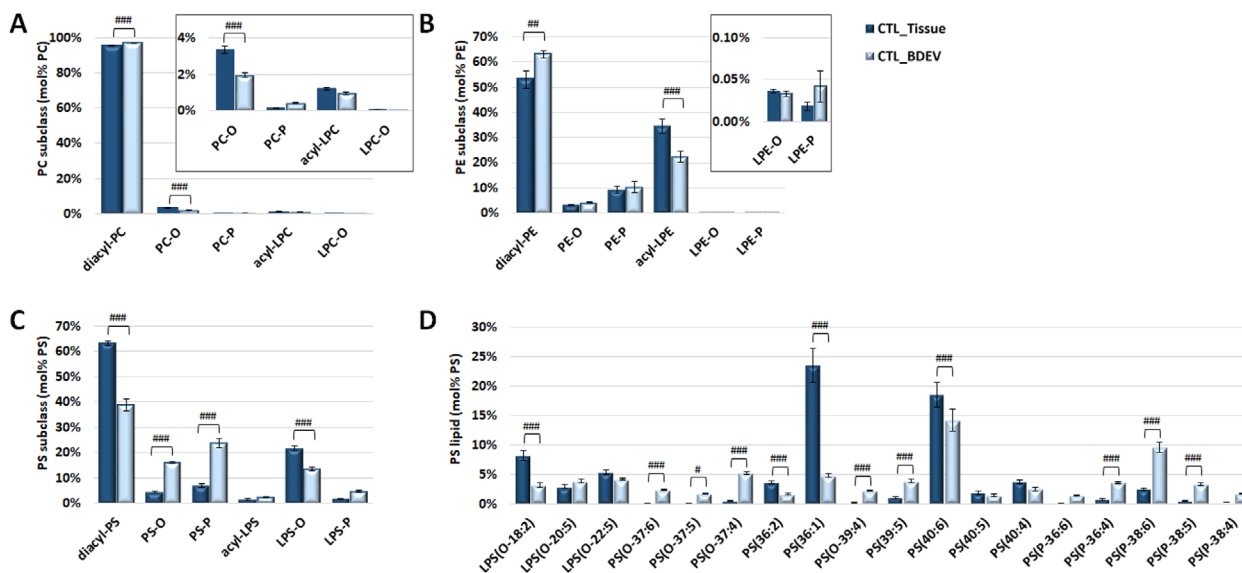 A
PC subclass (mol% PC)
100%
80%
60%
40%
20%
0%
###
###
diacyl-PC
PC-O
PC-P
acyl-LPC
LPC-O
4%
2%
0%
###
PC-O
PC-P
acyl-LPC
LPC-O
B
PE subclass (mol% PE)
70%
60%
50%
40%
30%
20%
10%
0%
##
###
diacyl-PE
PE-O
PE-P
acyl-LPE
LPE-O
LPE-P
0.10%
0.05%
0.00%
LPE-O
LPE-P
CTL_Tissue
CTL_BDEV
C
PS subclass (mol% PS)
70%
60%
50%
40%
30%
20%
10%
0%
###
###
###
###
diacyl-PS
PS-O
PS-P
acyl-LPS
LPS-O
LPS-P
D
PS lipid (mol% PS)
30%
25%
20%
15%
10%
5%
0%
###
###
#
###
###
###
###
###
###
###
###
###
LPS(O-18:2)
LPS(O-20:5)
LPS(O-22:5)
PS(O-37:6)
PS(O-37:5)
PS(O-37:4)
PS(36:2)
PS(36:1)
PS(O-39:4)
PS(39:5)
PS(40:6)
PS(40:5)
PS(40:4)
PS(P-36:6)
PS(P-36:4)
PS(P-38:6)
PS(P-38:5)
PS(P-38:4)